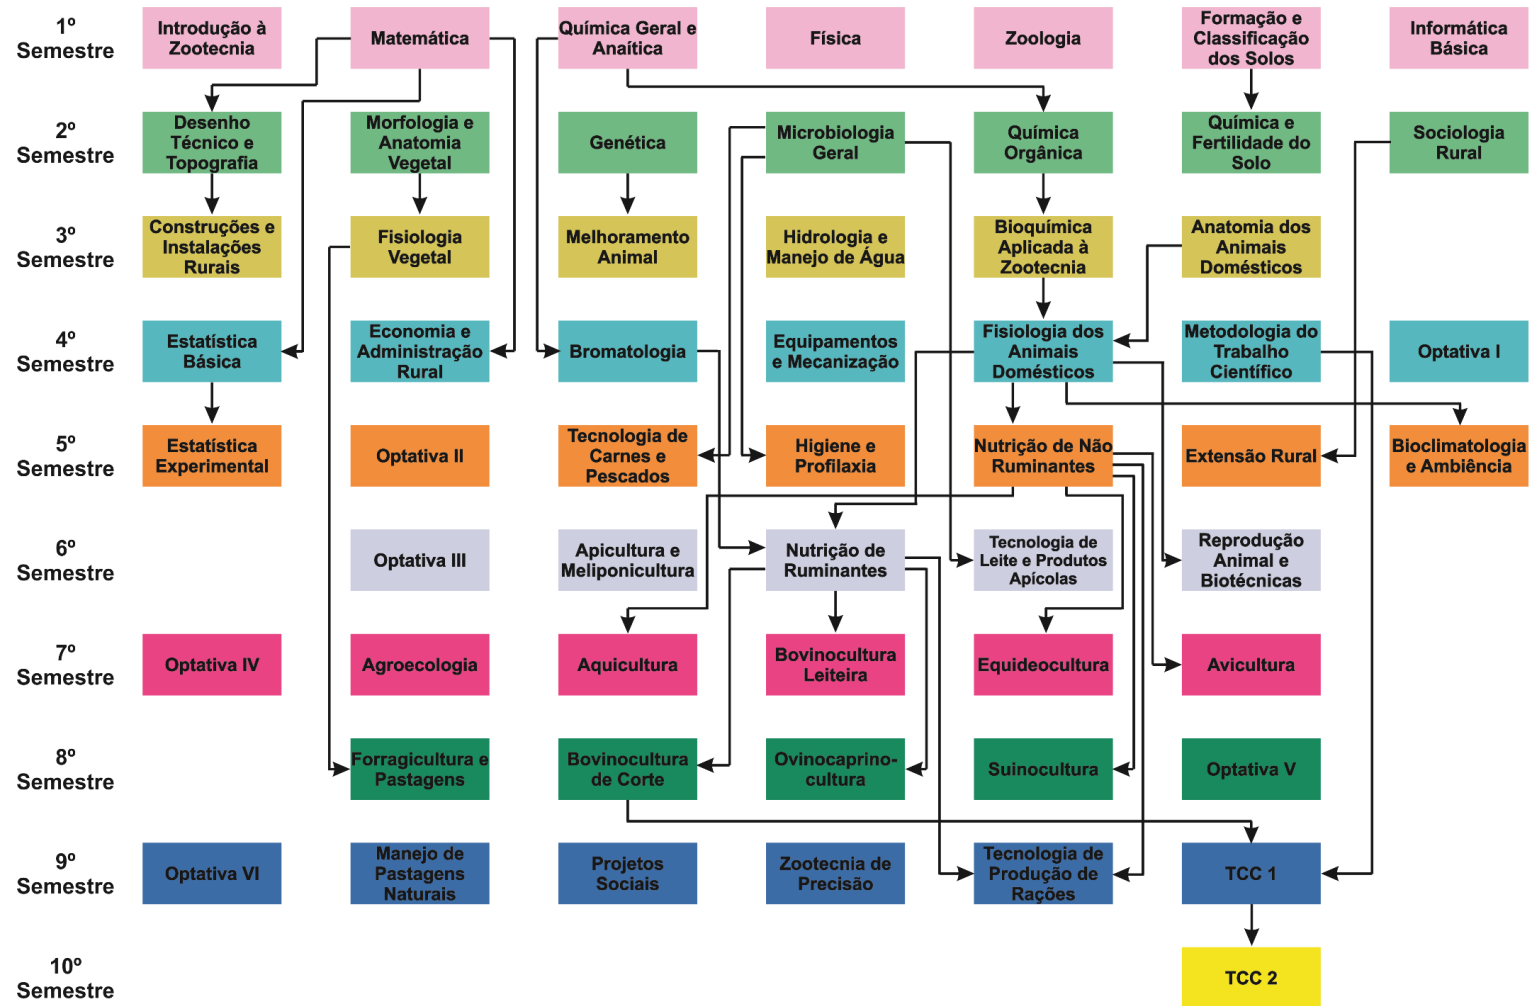 1º
Semestre
Introdução à
Zootecnia
Matemática
Química Geral e
Anaítica
Física
Zoologia
Formação e
Classificação
dos Solos
Informática
Básica
2º
Semestre
Desenho
Técnico e
Topografia
Morfologia e
Anatomia
Vegetal
Genética
Microbiologia
Geral
Química
Orgânica
Química e
Fertilidade do
Solo
Sociologia
Rural
3º
Semestre
Construções e
Instalações
Rurais
Fisiologia
Vegetal
Melhoramento
Animal
Hidrologia e
Manejo de Água
Bioquímica
Aplicada à
Zootecnia
Anatomia dos
Animais
Domésticos
4º
Semestre
Estatística
Básica
Economia e
Administração
Rural
Bromatologia
Equipamentos
e Mecanização
Fisiologia dos
Animais
Domésticos
Metodologia do
Trabalho
Científico
Optativa I
5º
Semestre
Estatística
Experimental
Optativa II
Tecnologia de
Carnes e
Pescados
Higiene e
Profilaxia
Nutrição de Não
Ruminantes
Extensão Rural
Bioclimatologia
e Ambiência
6º
Semestre
Optativa III
Apicultura e
Meliponicultura
Nutrição de
Ruminantes
Tecnologia de
Leite e Produtos
Apícolas
Reprodução
Animal e
Biotécnicas
7º
Semestre
Optativa IV
Agroecologia
Aquicultura
Bovinocultura
Leiteira
Equideocultura
Avicultura
8º
Semestre
Forragicultura e
Pastagens
Bovinocultura
de Corte
Ovinocaprino-
cultura
Suinocultura
Optativa V
9º
Semestre
Optativa VI
Manejo de
Pastagens
Naturais
Projetos
Sociais
Zootecnia de
Precisão
Tecnologia de
Produção de
Rações
TCC 1
10º
Semestre
TCC 2